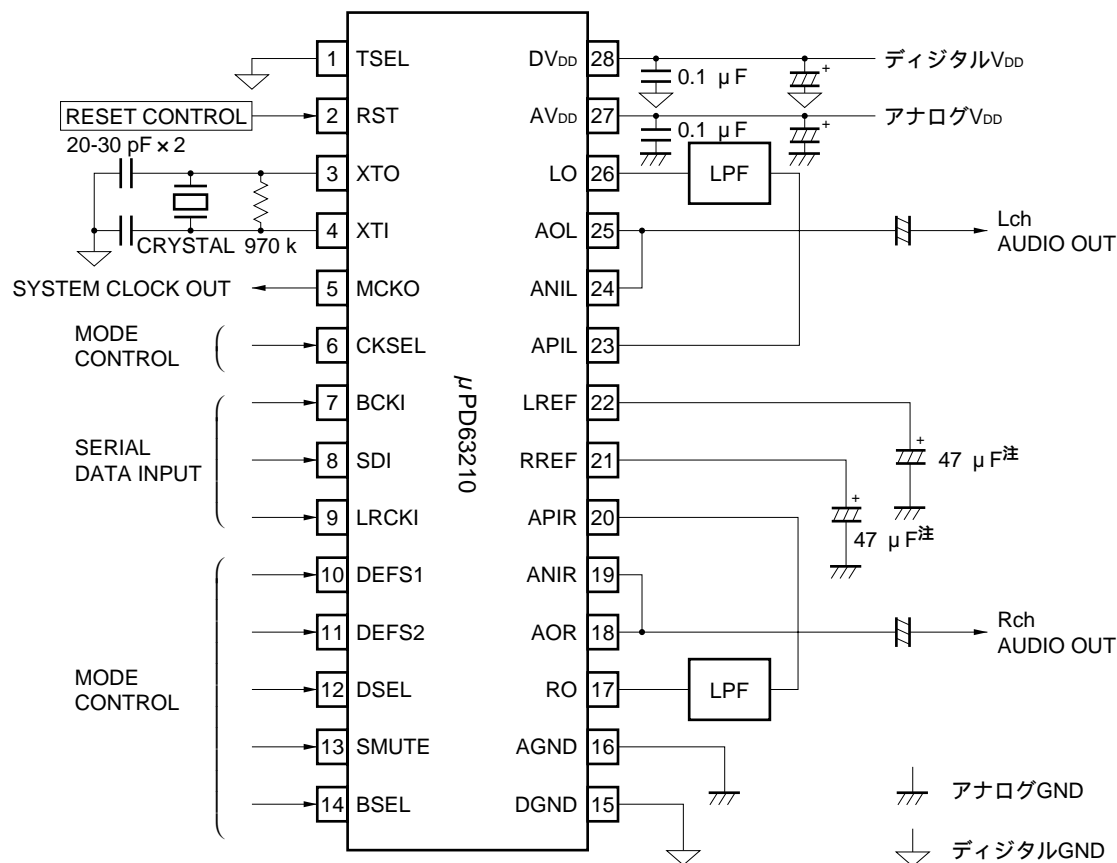 1 TSEL
DVDD 28
ディジタルVDD
0.1 μF
+
RESET CONTROL
2 RST
AVDD 27
アナログVDD
0.1 μF
+
20-30 pF × 2
3 XTO
LO 26
LPF
4 XTI
CRYSTAL 970 k
AOL 25
Lch
AUDIO OUT
SYSTEM CLOCK OUT
5 MCKO
ANIL 24
MODE
CONTROL
6 CKSEL
APIL 23
μPD63210
7 BCKI
LREF 22
+
47 μF注
SERIAL
DATA INPUT
8 SDI
RREF 21
+
47 μF注
9 LRCKI
APIR 20
10 DEFS1
ANIR 19
11 DEFS2
AOR 18
Rch
AUDIO OUT
MODE
CONTROL
12 DSEL
RO 17
LPF
13 SMUTE
AGND 16
14 BSEL
DGND 15
アナログGND
ディジタルGND